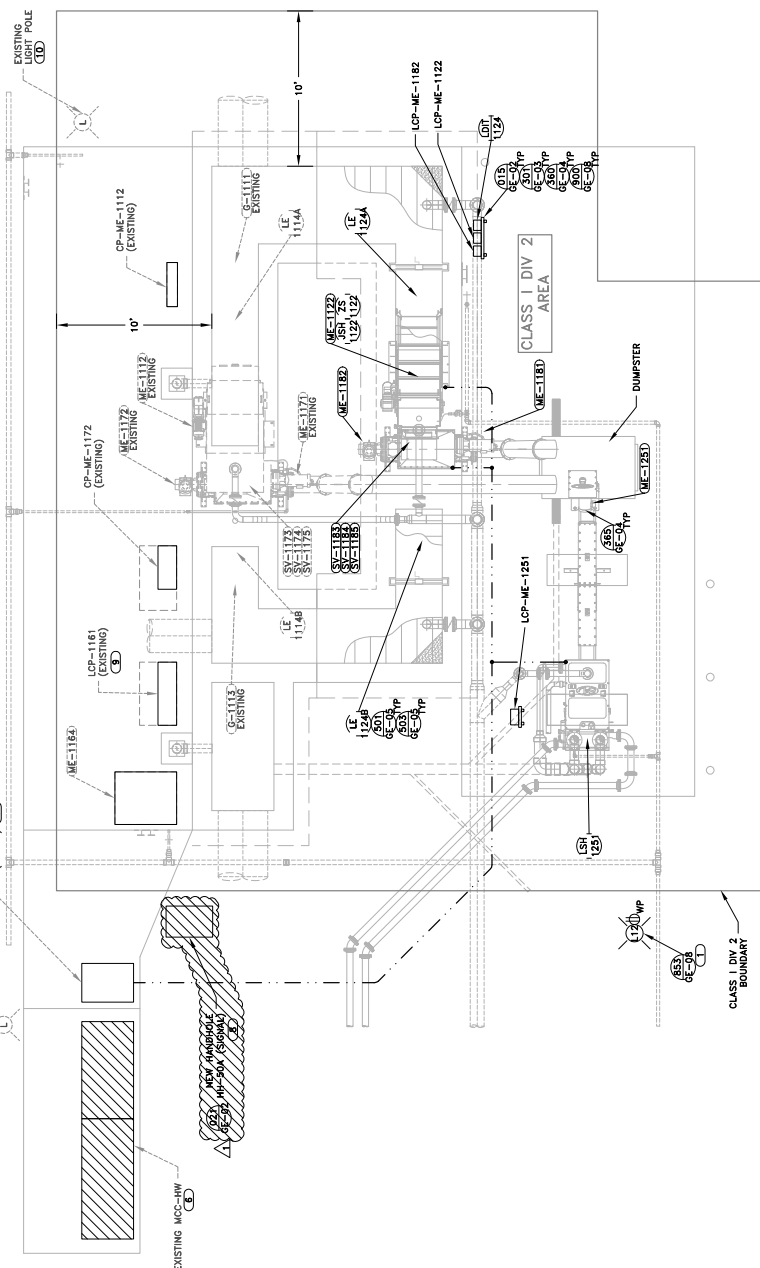 EXISTING
LIGHT POLE
10
L
10'
10'
CP-ME-1112
(EXISTING)
G-1111
EXISTING
LE
1114A
LE
1124A
LCP-ME-1182
LCP-ME-1122
LDIT
1124
015
GE-02
TYP
301
GE-03
TYP
360
GE-04
TYP
900
GE-08
TYP
CLASS I DIV 2
AREA
ME-1112
EXISTING
ME-1172
EXISTING
CP-ME-1172
(EXISTING)
ME-1122
JSH
1122
ZS
1122
ME-1182
ME-1171
EXISTING
ME-1181
DUMPSTER
SV-1173
SV-1174
SV-1175
SV-1183
SV-1184
SV-1185
ME-1251
365
GE-04
TYP
LCP-1161
(EXISTING)
9
LE
1114B
G-1113
EXISTING
LE
1124B
501
GE-05
TYP
503
GE-05
TYP
LCP-ME-1251
ME-1164
LSH
1251
L12
WP
853
GE-08
1
CLASS I DIV 2
BOUNDARY
L
NEW HANDHOLE
HH-50A (SIGNAL)
021
GE-02
1
EXISTING MCC-HW
6